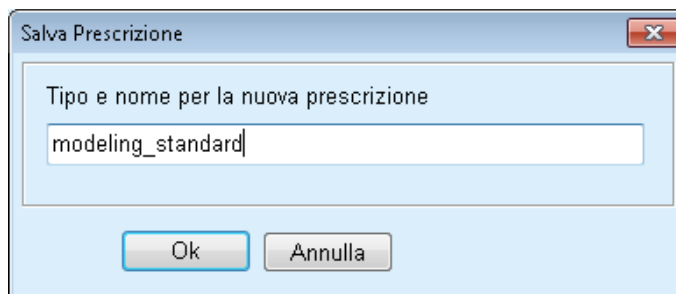 Salva Prescrizione
Tipo e nome per la nuova prescrizione
modeling_standard
Ok
Annulla